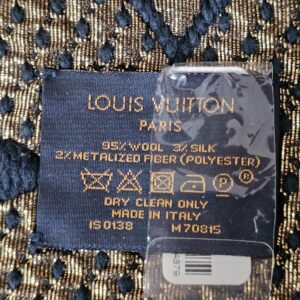 LOUIS VUITTON
PARIS
95% WOOL 3% SILK
2% METALIZED FIBER (POLYESTER)
P
DRY CLEAN ONLY
MADE IN ITALY
IS0138 M70815
4879